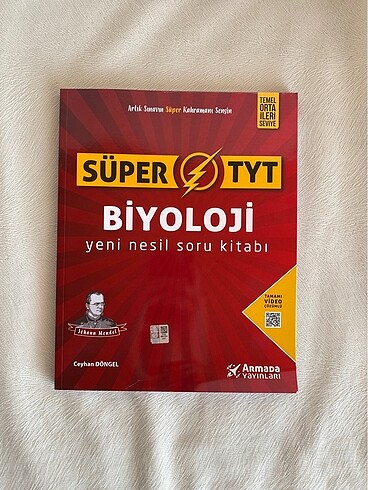 Artık Sınavın Süper Kahramanı Sensin
TEMEL
ORTA
İLERİ
SEVİYE
SÜPER TYT
BİYOLOJİ
yeni nesil soru kitabı
TAMAMI
VİDEO
ÇÖZÜMLÜ
Johann Mendel
Ceyhan DÖNGEL
ARMADA
YAYINLARI